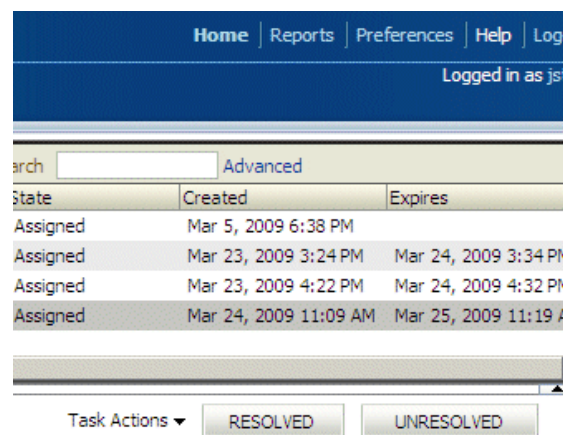 Home Reports Preferences Help
Logged in as
Advanced
State Created Expires
Assigned Mar 5, 2009 6:38 PM
Assigned Mar 23, 2009 3:24 PM Mar 24, 2009 3:34 PM
Assigned Mar 23, 2009 4:22 PM Mar 24, 2009 4:32 PM
Assigned Mar 24, 2009 11:09 AM Mar 25, 2009 11:19
Task Actions RESOLVED UNRESOLVED